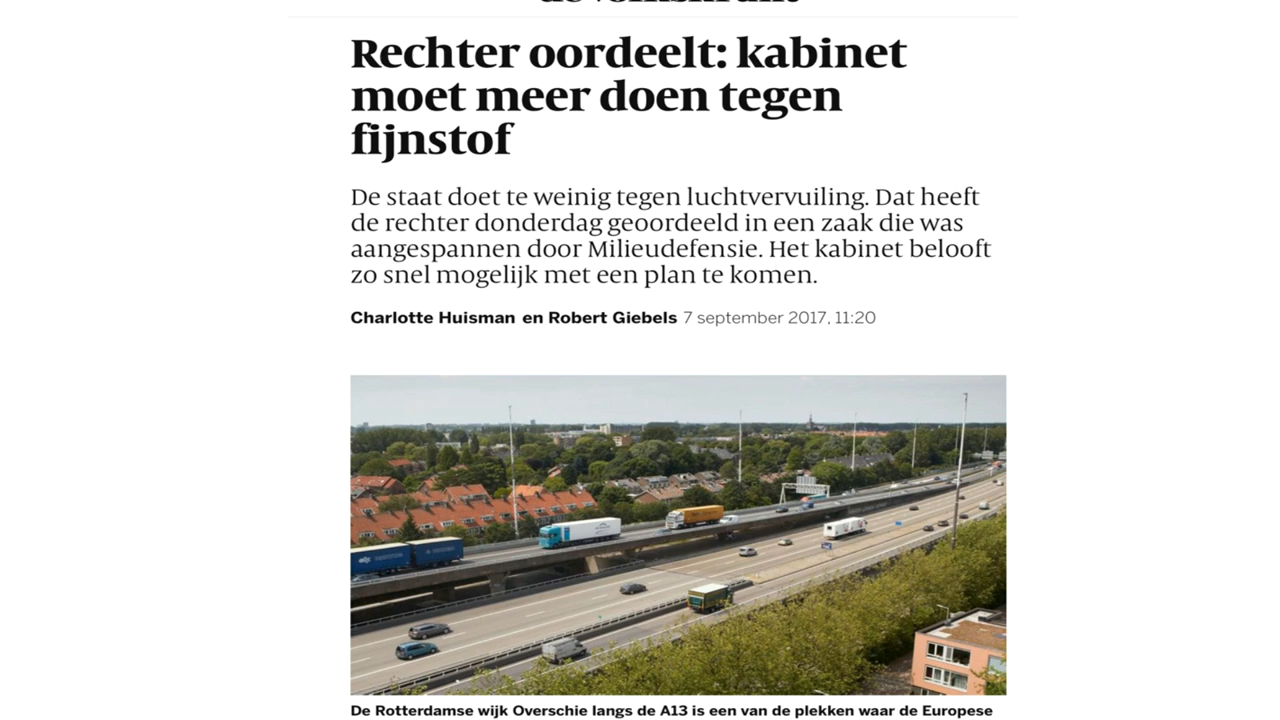 de Volkskrant
Rechter oordeelt: kabinet
moet meer doen tegen
fijnstof
De staat doet te weinig tegen luchtvervuiling. Dat heeft
de rechter donderdag geoordeeld in een zaak die was
aangespannen door Milieudefensie. Het kabinet belooft
zo snel mogelijk met een plan te komen.
Charlotte Huisman en Robert Giebels 7 september 2017, 11:20
De Rotterdamse wijk Overschie langs de A13 is een van de plekken waar de Europese